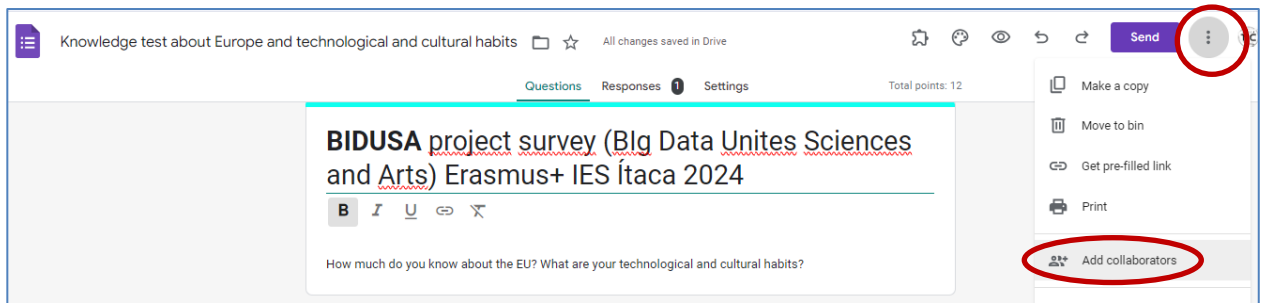 Knowledge test about Europe and technological and cultural habits
All changes saved in Drive
Send
Questions
Responses 1
Settings
Total points: 12
Make a copy
Move to bin
Get pre-filled link
Print
Add collaborators
BIDUSA project survey (BIg Data Unites Sciences
and Arts) Erasmus+ IES Ítaca 2024
B I U
How much do you know about the EU? What are your technological and cultural habits?